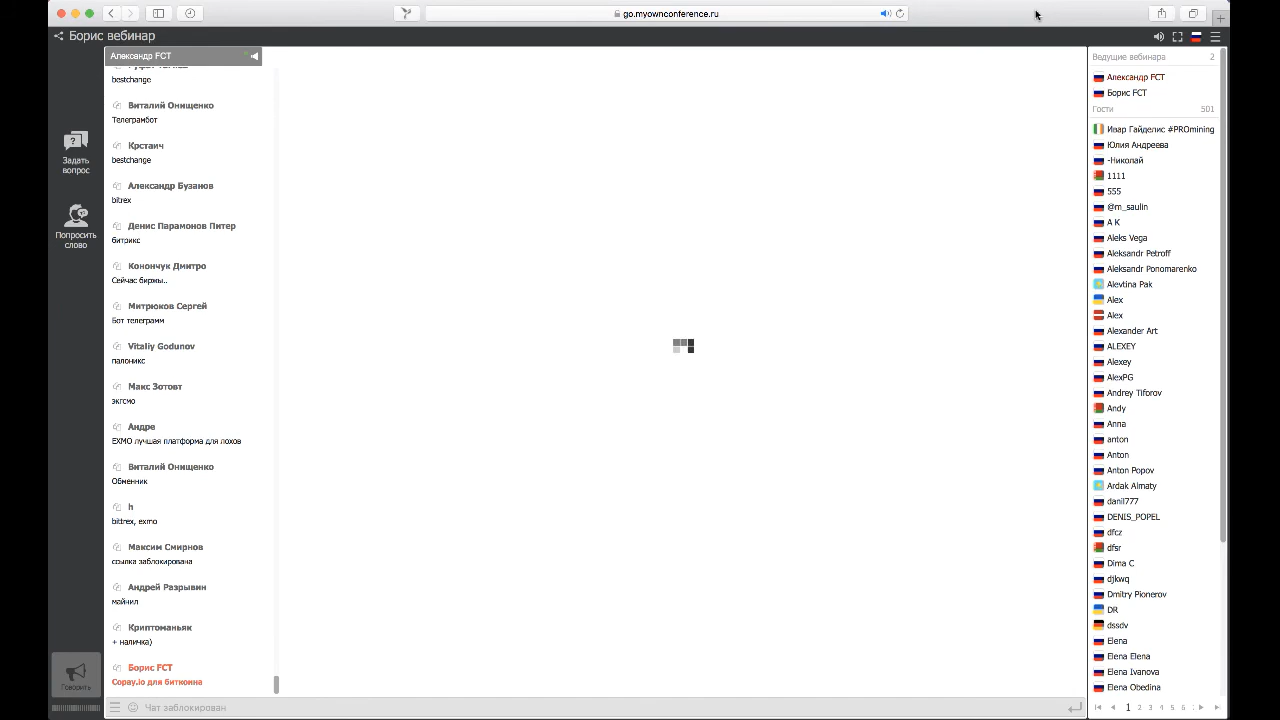 go.myownconference.ru
Борис вебинар
Задать
вопрос
Попросить
слово
Говорить
Александр FCT
bestchange
Виталий Онищенко
Телеграмбот
Крстаич
bestchange
Александр Бузанов
bitrex
Денис Парамонов Питер
битрикс
Конончук Дмитро
Сейчас биржы..
Митрюков Сергей
Бот телеграмм
Vitaliy Godunov
палоникс
Макс Зотовт
экгсмо
Андре
EXMO лучшая платформа для лохов
Виталий Онищенко
Обменник
h
bittrex, exmo
Максим Смирнов
ссылка заблокирована
Андрей Разрывин
майнил
Криптоманьяк
+ наличка)
Борис FCT
Copay.io для биткоина
Чат заблокирован
Ведущие вебинара 2
Александр FCT
Борис FCT
Гости 501
Ивар Гайделис #PROmining
Юлия Андреева
-Николай
1111
555
@m_saulin
A K
Aleks Vega
Aleksandr Petroff
Aleksandr Ponomarenko
Alevtina Pak
Alex
Alex
Alexander Art
ALEXEY
Alexey
AlexPG
Andrey Tiforov
Andy
Anna
anton
Anton
Anton Popov
Ardak Almaty
danil777
DENIS_POPEL
dfcz
dfsr
Dima C
djkwq
Dmitry Pionerov
DR
dssdv
Elena
Elena Elena
Elena Ivanova
Elena Obedina
1 2 3 4 5 6